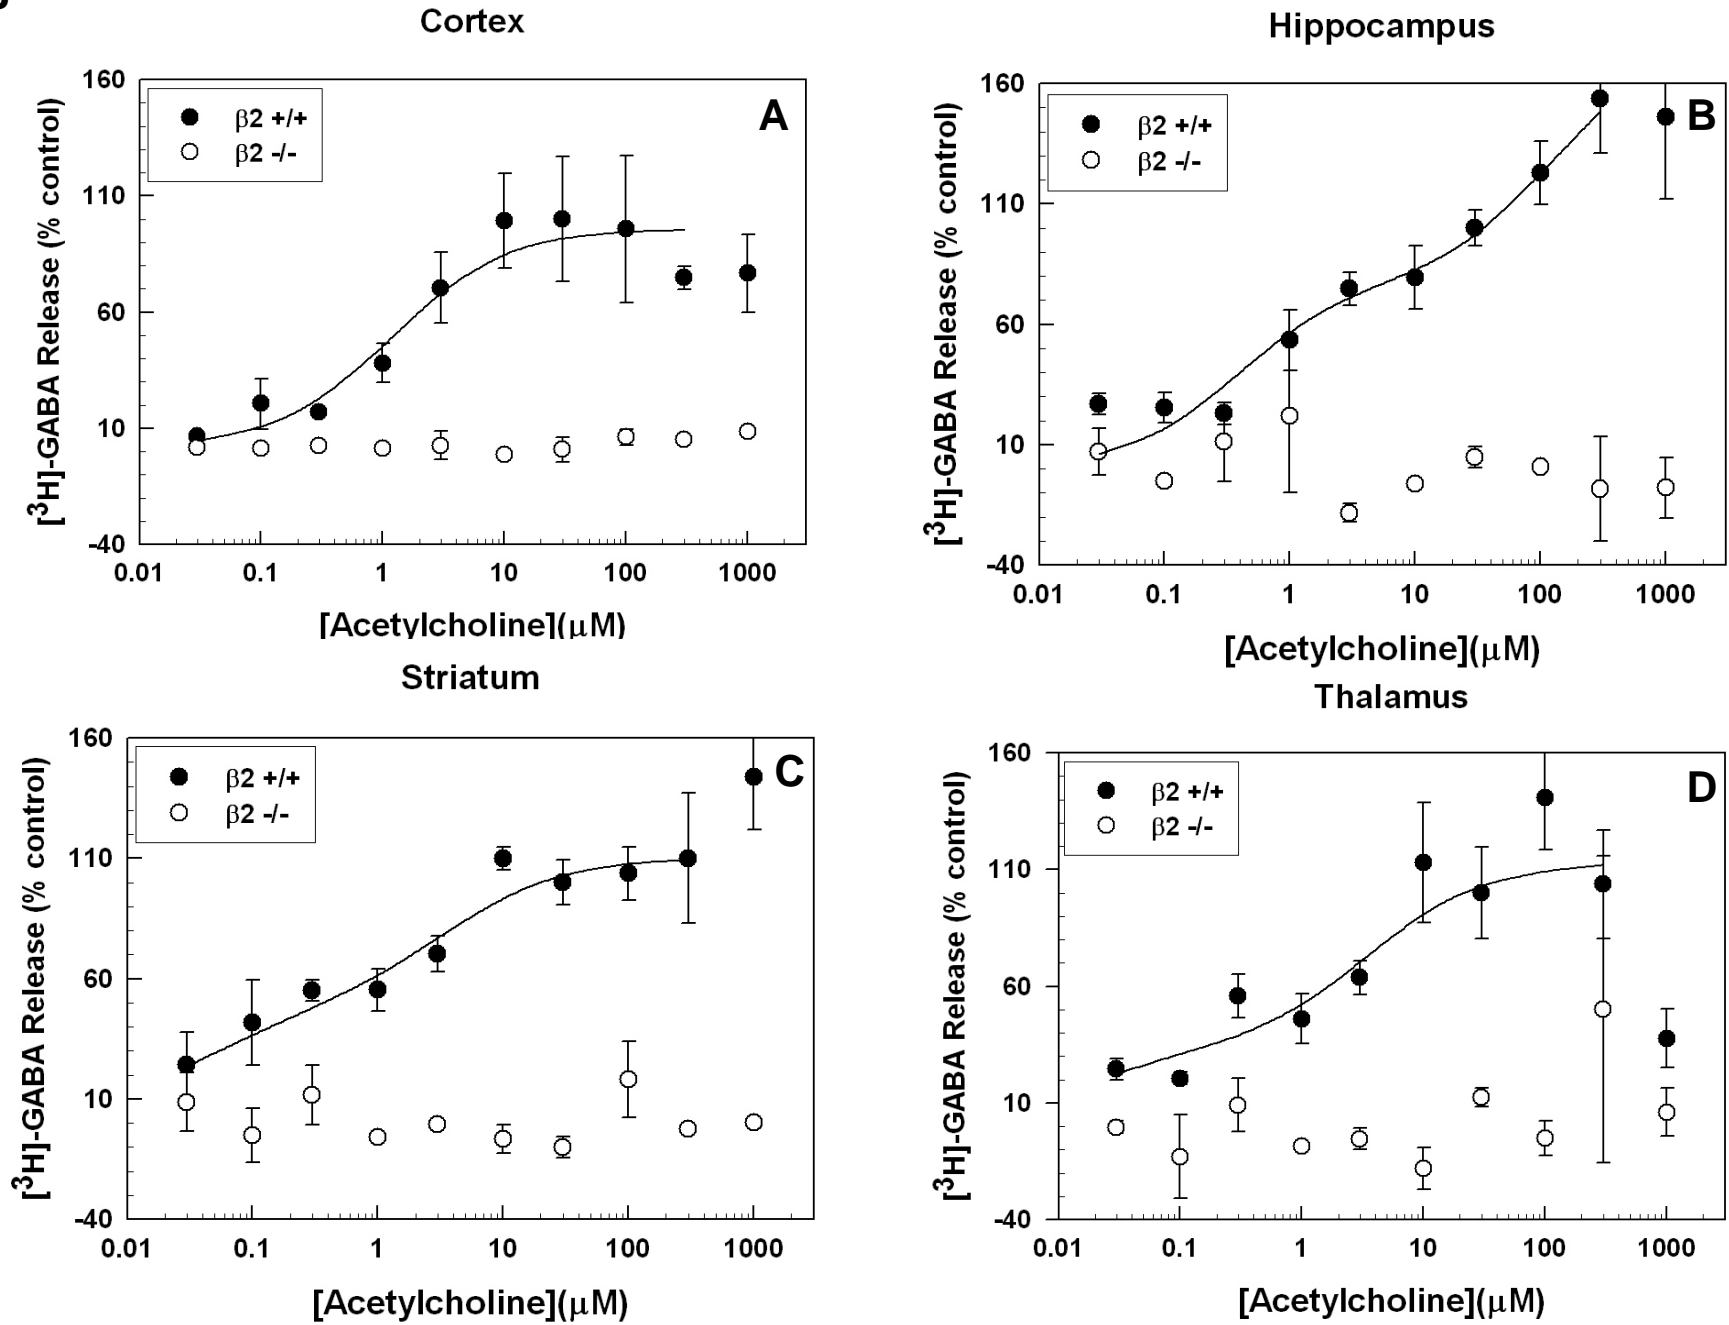 Cortex
[³H]-GABA Release (% control)
160
110
60
10
-40
β2 +/+
β2 -/-
A
0.01 0.1 1 10 100 1000
[Acetylcholine](μM)
Hippocampus
[³H]-GABA Release (% control)
160
110
60
10
-40
β2 +/+
β2 -/-
B
0.01 0.1 1 10 100 1000
[Acetylcholine](μM)
Striatum
[³H]-GABA Release (% control)
160
110
60
10
-40
β2 +/+
β2 -/-
C
0.01 0.1 1 10 100 1000
[Acetylcholine](μM)
Thalamus
[³H]-GABA Release (% control)
160
110
60
10
-40
β2 +/+
β2 -/-
D
0.01 0.1 1 10 100 1000
[Acetylcholine](μM)